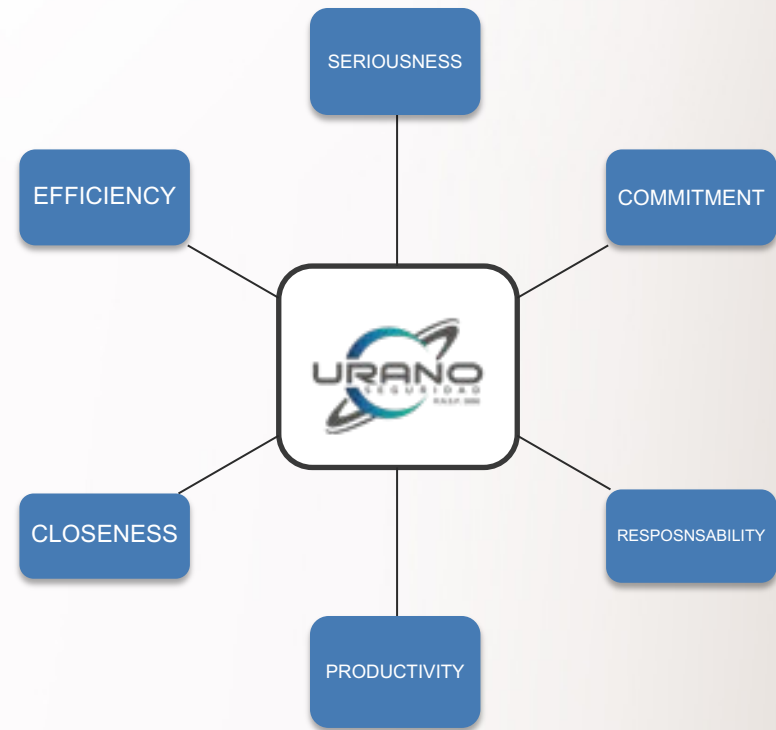 SERIOUSNESS
EFFICIENCY
COMMITMENT
URANO
SEGURIDAD
CLOSENESS
RESPOSNSABILITY
PRODUCTIVITY